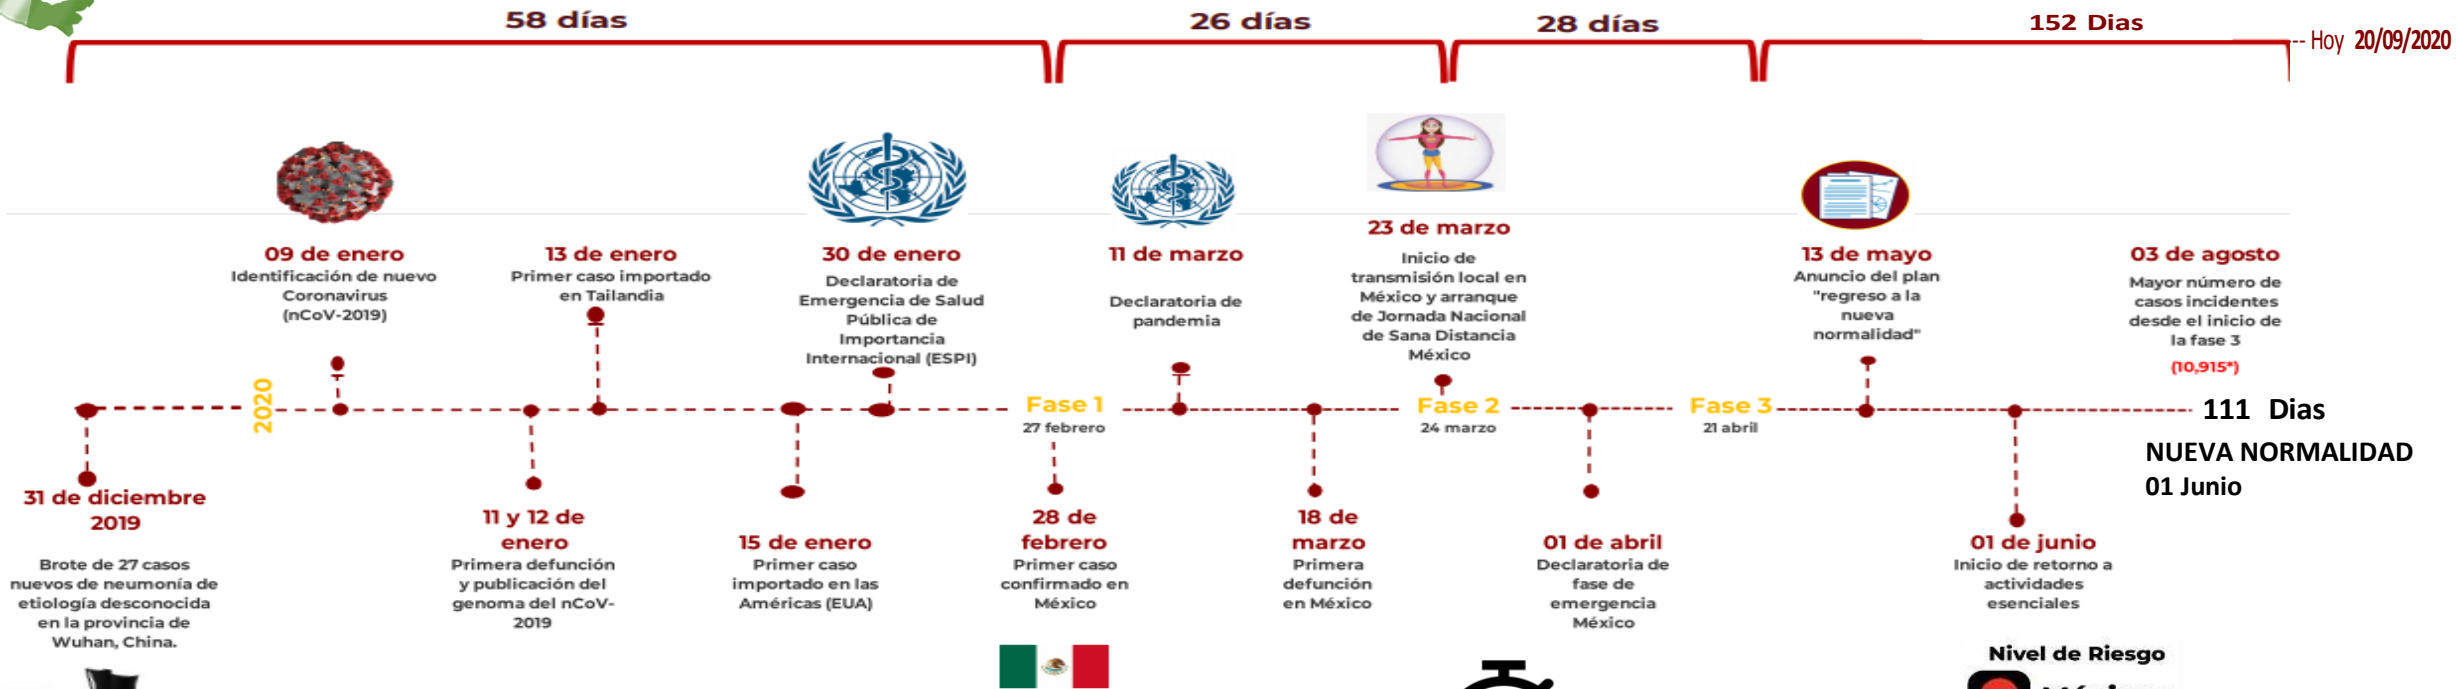 58 días
26 días
28 días
152 Dias
-- Hoy 20/09/2020
09 de enero
Identificación de nuevo
Coronavirus
(nCoV-2019)
13 de enero
Primer caso importado
en Tailandia
30 de enero
Declaratoria de
Emergencia de Salud
Pública de
Importancia
Internacional (ESPI)
11 de marzo
Declaratoria de
pandemia
23 de marzo
Inicio de
transmisión local en
México y arranque
de Jornada Nacional
de Sana Distancia
México
13 de mayo
Anuncio del plan
"regreso a la
nueva
normalidad"
03 de agosto
Mayor número de
casos incidentes
desde el inicio de
la fase 3
(10,915*)
2020
Fase 1
27 febrero
Fase 2
24 marzo
Fase 3
21 abril
111 Dias
NUEVA NORMALIDAD
01 Junio
31 de diciembre
2019
Brote de 27 casos
nuevos de neumonía de
etiología desconocida
en la provincia de
Wuhan, China.
11 y 12 de
enero
Primera defunción
y publicación del
genoma del nCoV-
2019
15 de enero
Primer caso
importado en las
Américas (EUA)
28 de
febrero
Primer caso
confirmado en
México
18 de
marzo
Primera
defunción
en México
01 de abril
Declaratoria de
fase de
emergencia
México
01 de junio
Inicio de retorno a
actividades
esenciales
Nivel de Riesgo